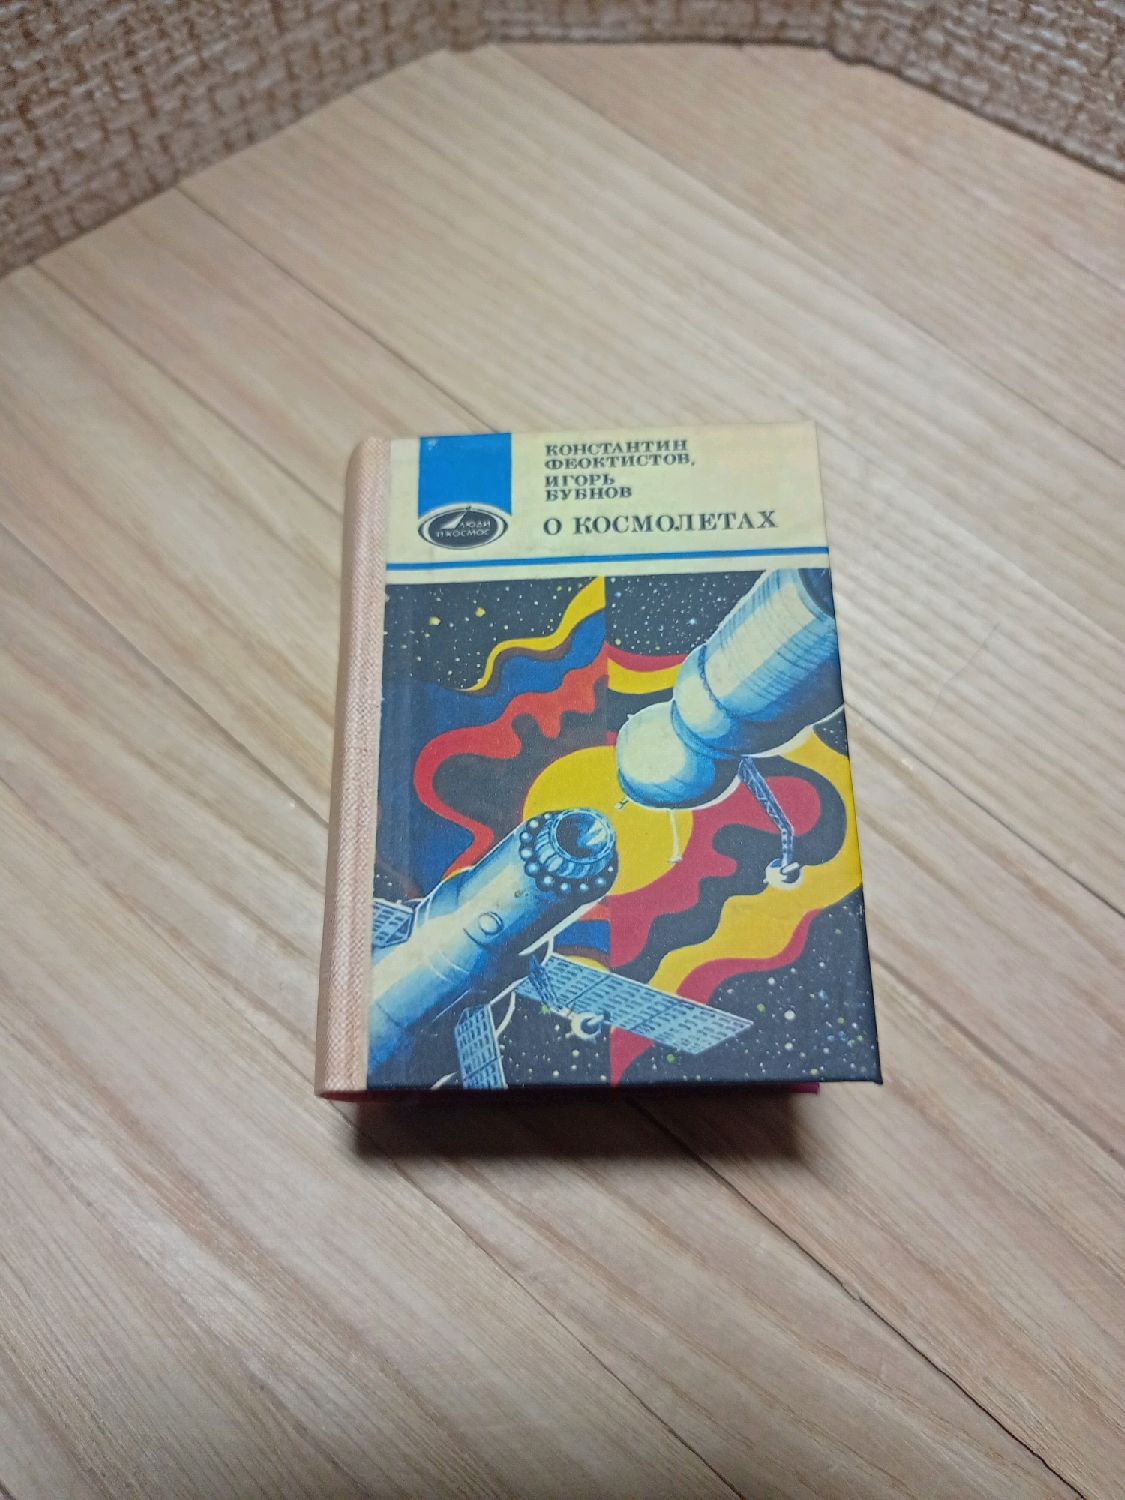 КОНСТАНТИН
ФЕОКТИСТОВ,
ИГОРЬ
БУБНОВ
О КОСМОЛЕТАХ
ЛЮДИ
И КОСМОС